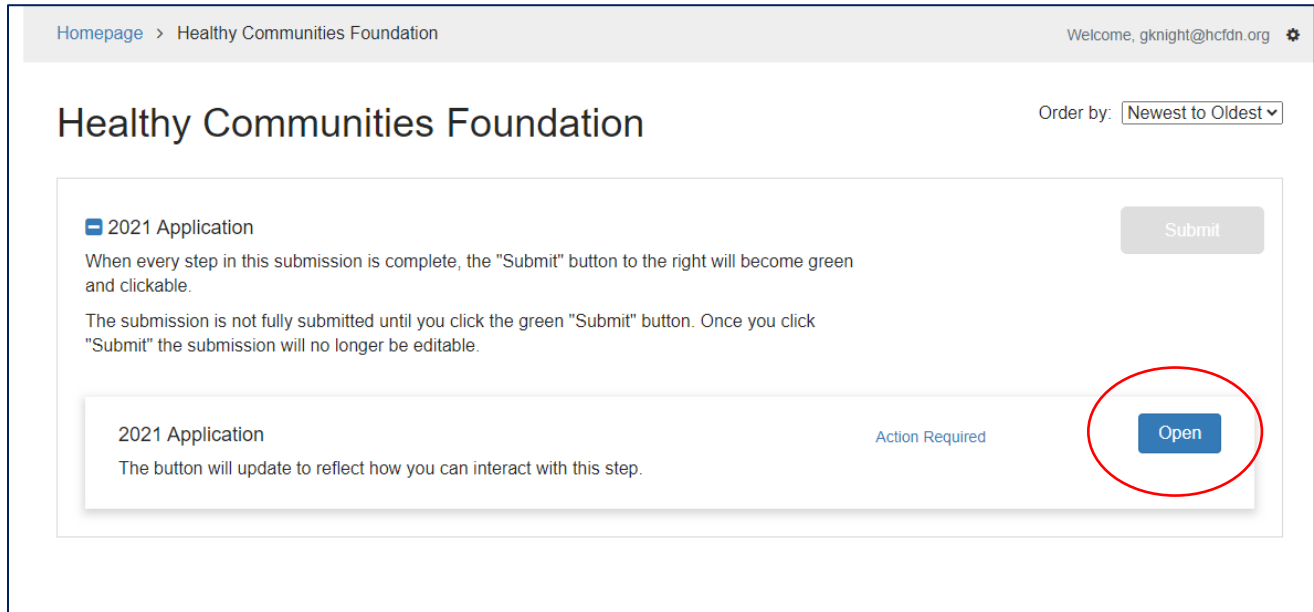 Homepage > Healthy Communities Foundation
Welcome, gknight@hcfdn.org
Healthy Communities Foundation
Order by: Newest to Oldest
2021 Application
Submit
When every step in this submission is complete, the "Submit" button to the right will become green
and clickable.
The submission is not fully submitted until you click the green "Submit" button. Once you click
"Submit" the submission will no longer be editable.
2021 Application
Action Required
Open
The button will update to reflect how you can interact with this step.